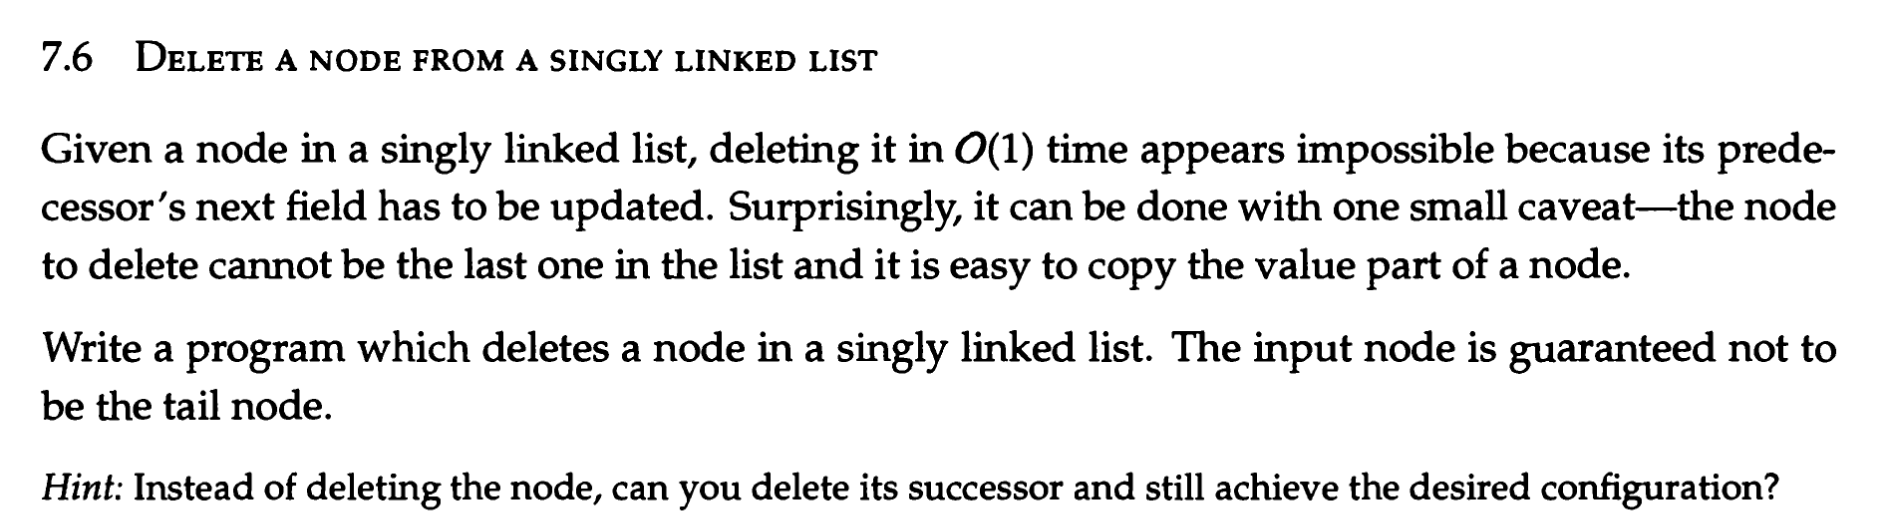 7.6 DELETE A NODE FROM A SINGLY LINKED LIST
Given a node in a singly linked list, deleting it in O(1) time appears impossible because its prede-
cessor's next field has to be updated. Surprisingly, it can be done with one small caveat—the node
to delete cannot be the last one in the list and it is easy to copy the value part of a node.
Write a program which deletes a node in a singly linked list. The input node is guaranteed not to
be the tail node.
Hint: Instead of deleting the node, can you delete its successor and still achieve the desired configuration?